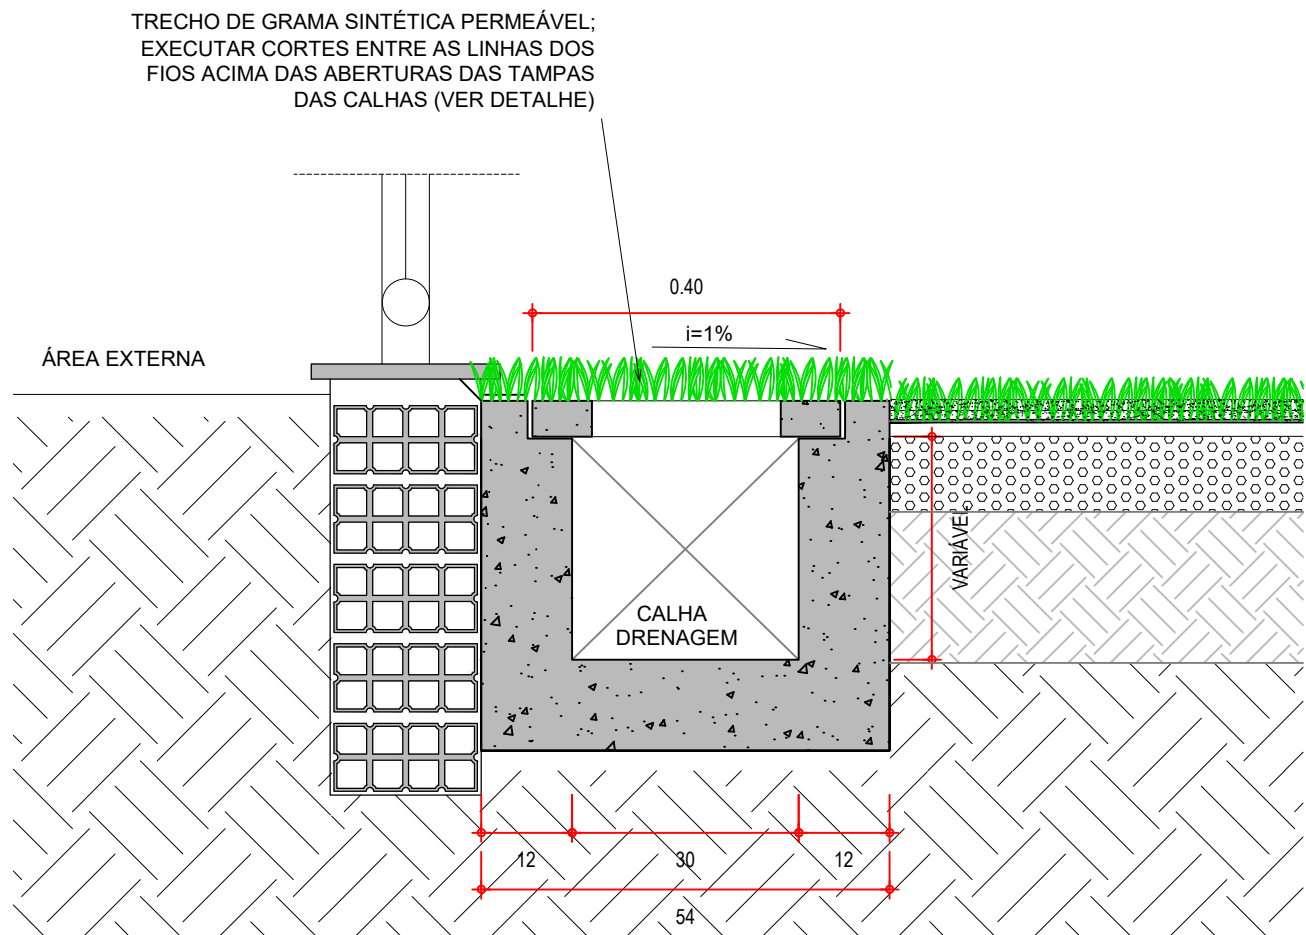 TRECHO DE GRAMA SINTÉTICA PERMEÁVEL;
EXECUTAR CORTES ENTRE AS LINHAS DOS
FIOS ACIMA DAS ABERTURAS DAS TAMPAS
DAS CALHAS (VER DETALHE)
0.40
i=1%
ÁREA EXTERNA
VARIÁVEL
CALHA
DRENAGEM
12
30
12
54